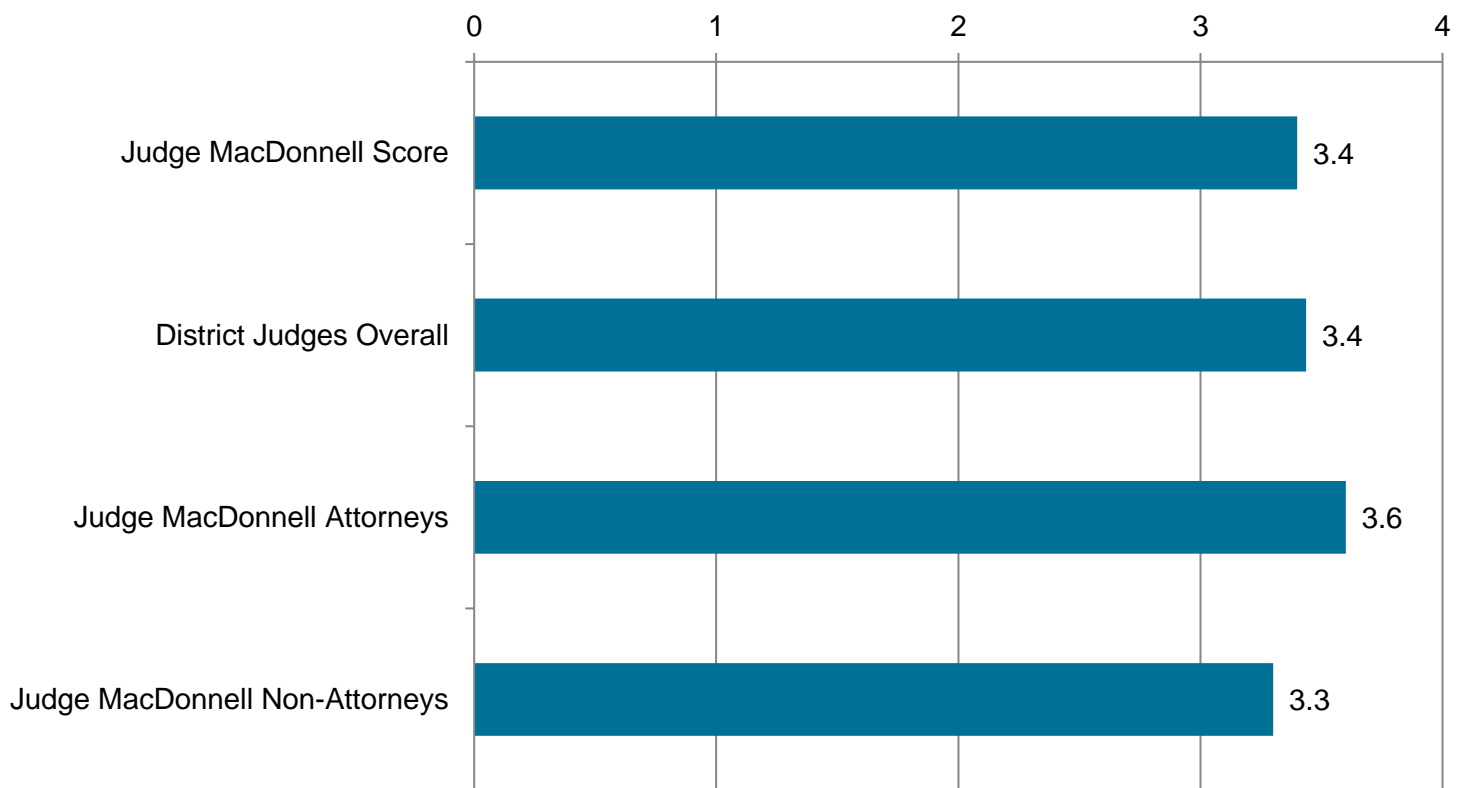 0 1 2 3 4
Judge MacDonnell Score 3.4
District Judges Overall 3.4
Judge MacDonnell Attorneys 3.6
Judge MacDonnell Non-Attorneys 3.3